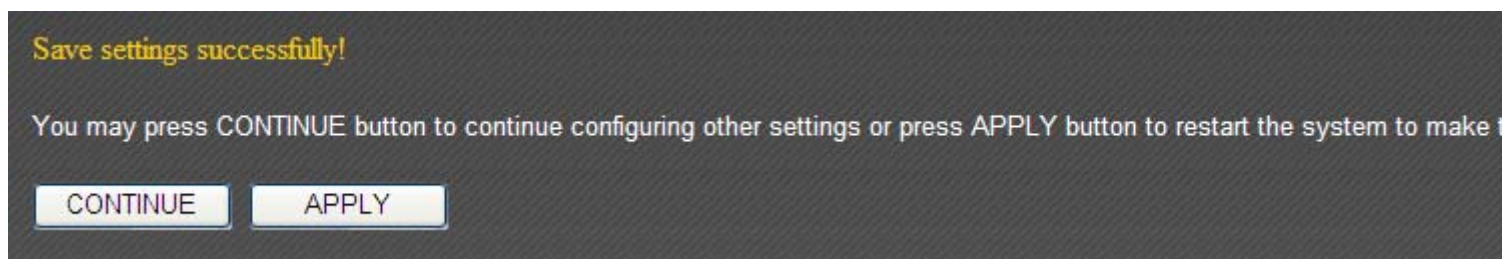 Save settings successfully!
You may press CONTINUE button to continue configuring other settings or press APPLY button to restart the system to make
CONTINUE APPLY